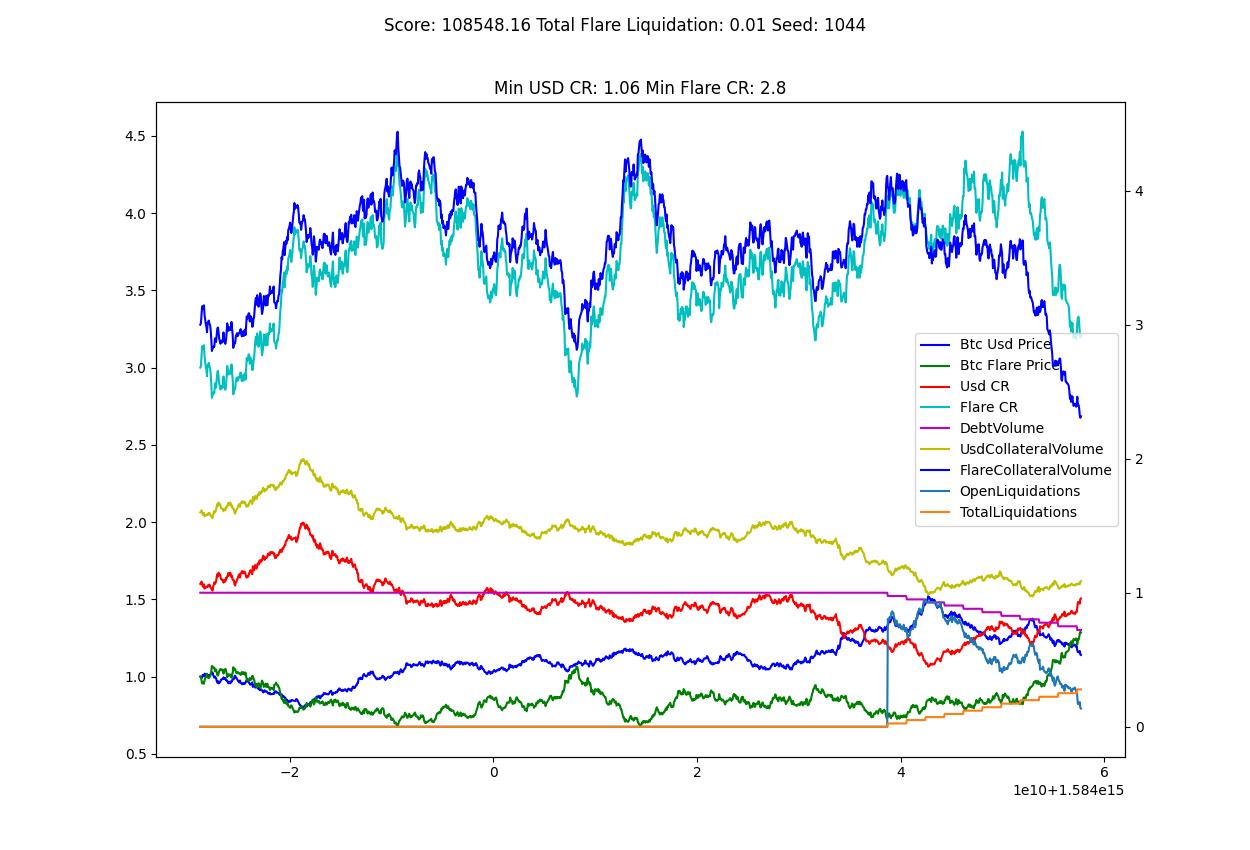 Score: 108548.16 Total Flare Liquidation: 0.01 Seed: 1044
Min USD CR: 1.06 Min Flare CR: 2.8
4.5
4.0
3.5
3.0
2.5
2.0
1.5
1.0
0.5
4
3
2
1
0
Btc Usd Price
Btc Flare Price
Usd CR
Flare CR
DebtVolume
UsdCollateralVolume
FlareCollateralVolume
OpenLiquidations
TotalLiquidations
−2 0 2 4 6
1e10+1.584e15